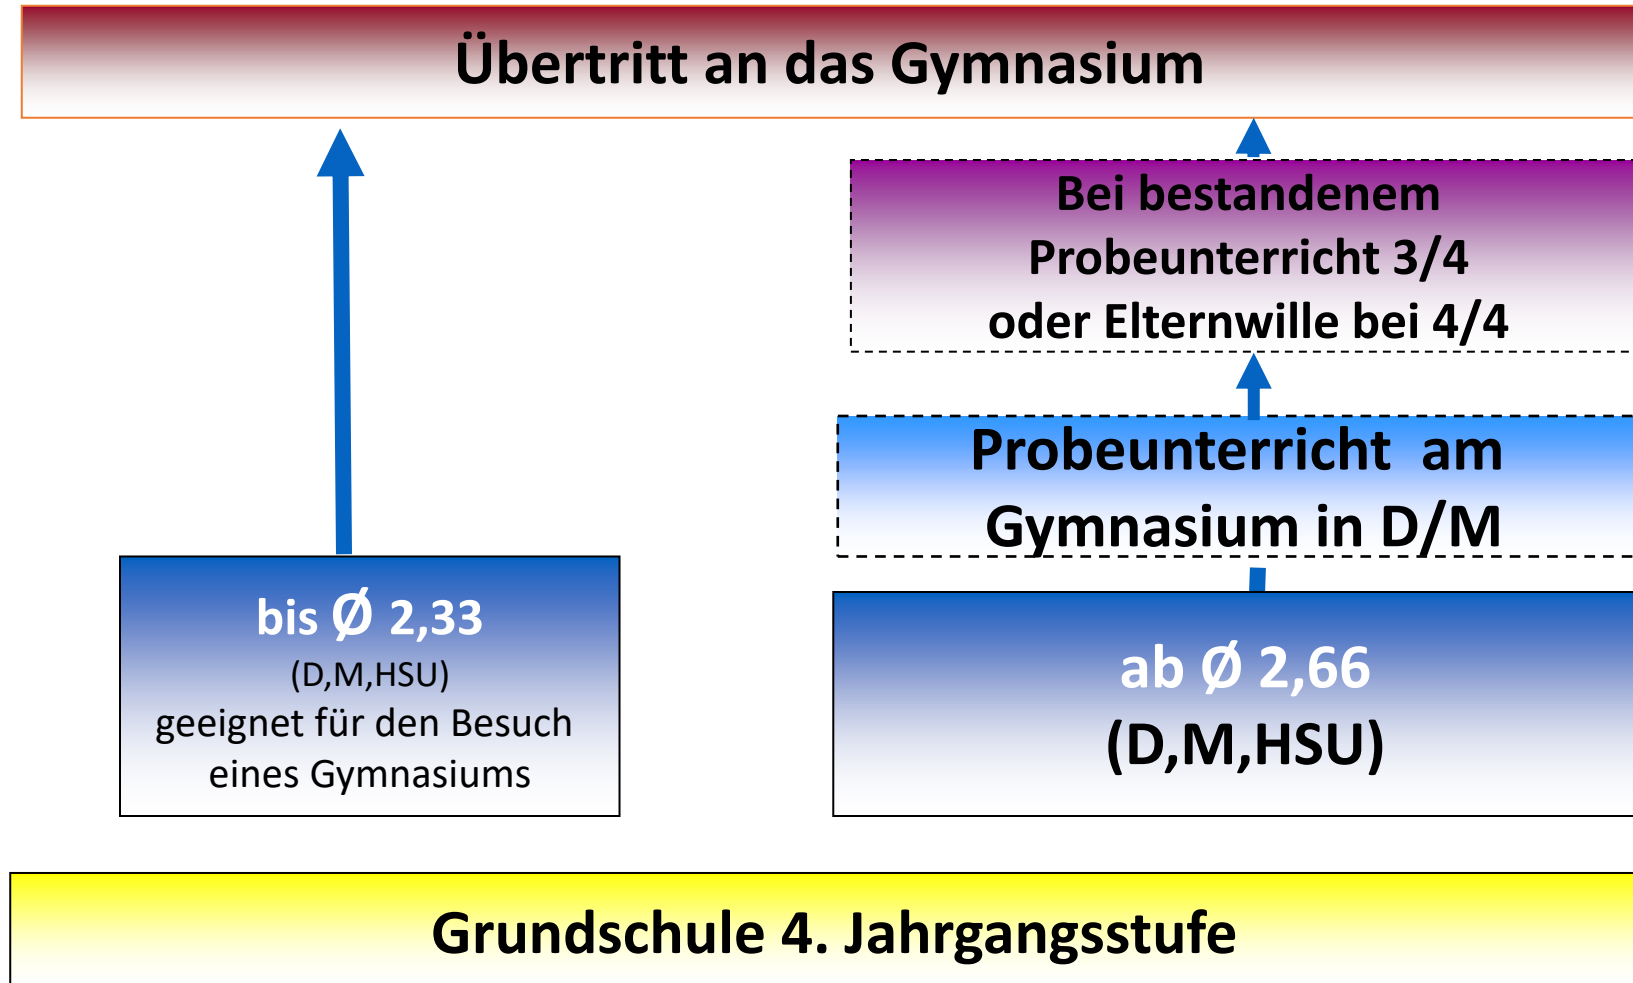 Übertritt an das Gymnasium
Bei bestandenem
Probeunterricht 3/4
oder Elternwille bei 4/4
Probeunterricht am
Gymnasium in D/M
bis Ø 2,33
(D,M,HSU)
geeignet für den Besuch
eines Gymnasiums
ab Ø 2,66
(D,M,HSU)
Grundschule 4. Jahrgangsstufe